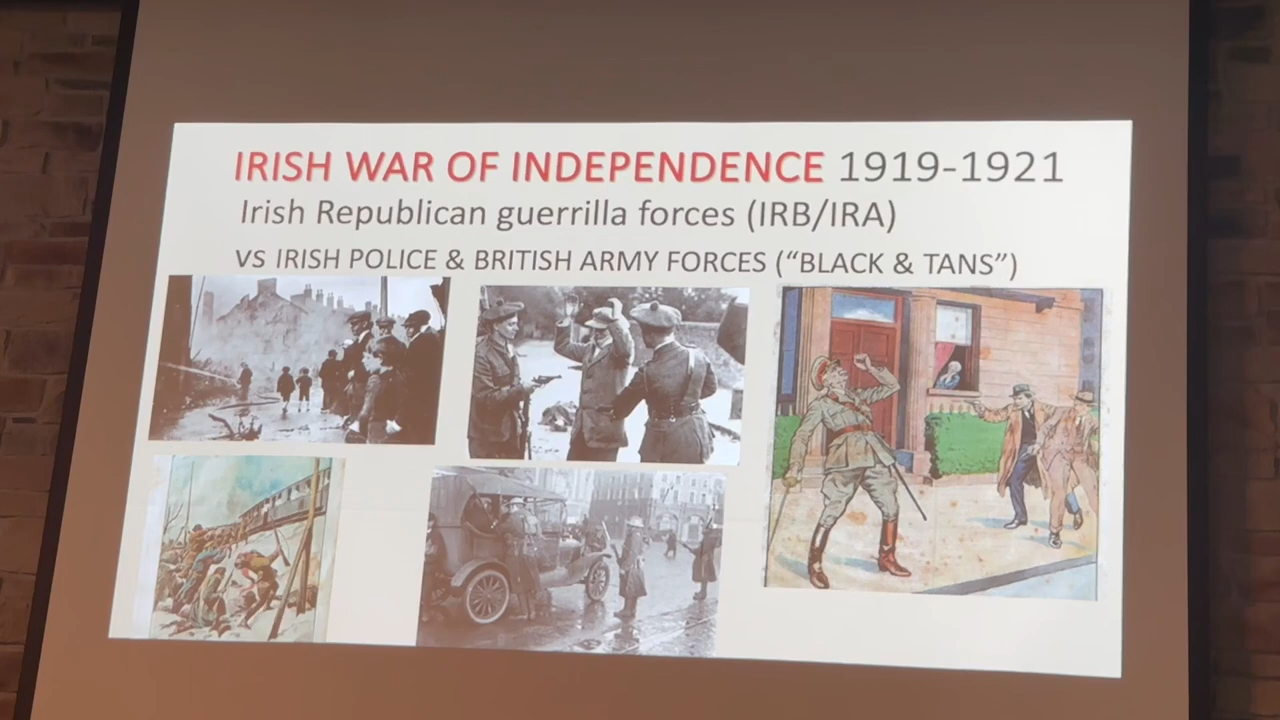 IRISH WAR OF INDEPENDENCE 1919-1921
Irish Republican guerrilla forces (IRB/IRA)
vs IRISH POLICE & BRITISH ARMY FORCES ("BLACK & TANS")